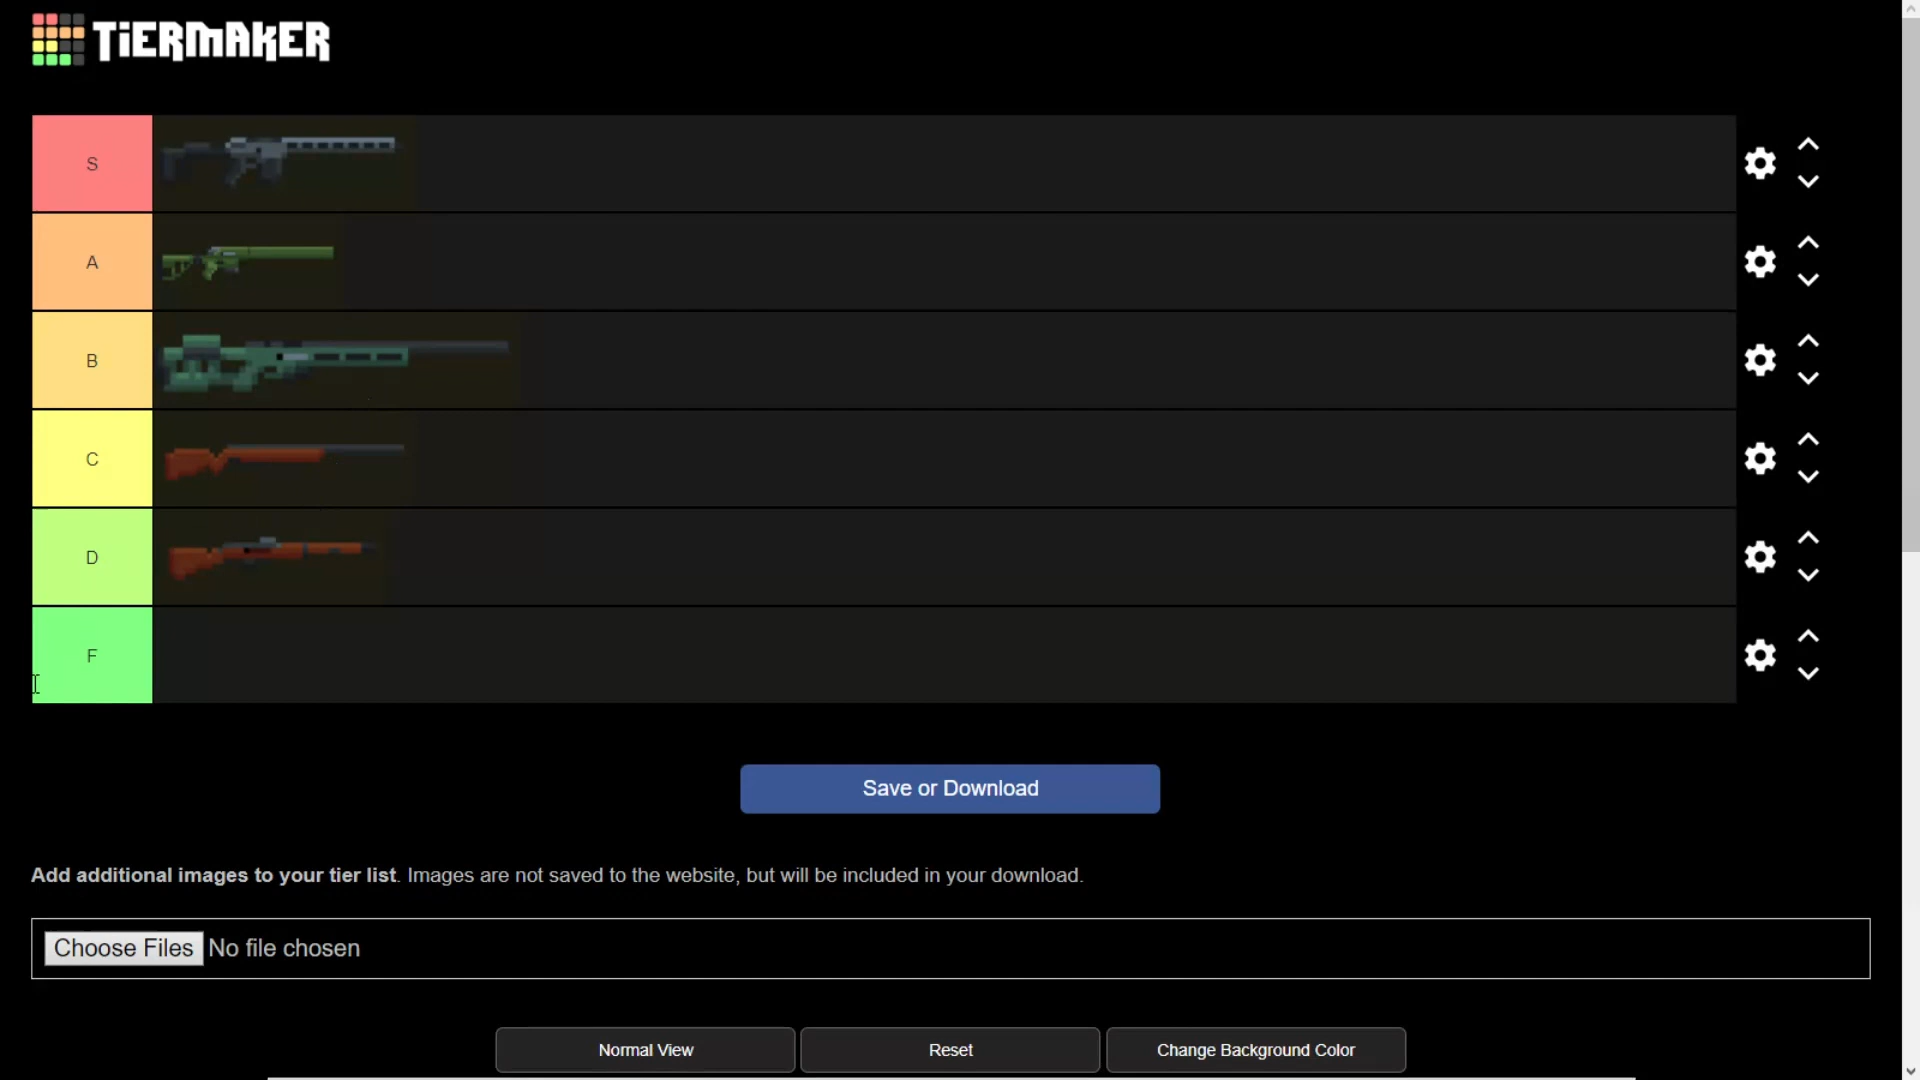 TiERMAKER
S
A
B
C
D
F
Save or Download
Add additional images to your tier list. Images are not saved to the website, but will be included in your download.
Choose Files No file chosen
Normal View
Reset
Change Background Color